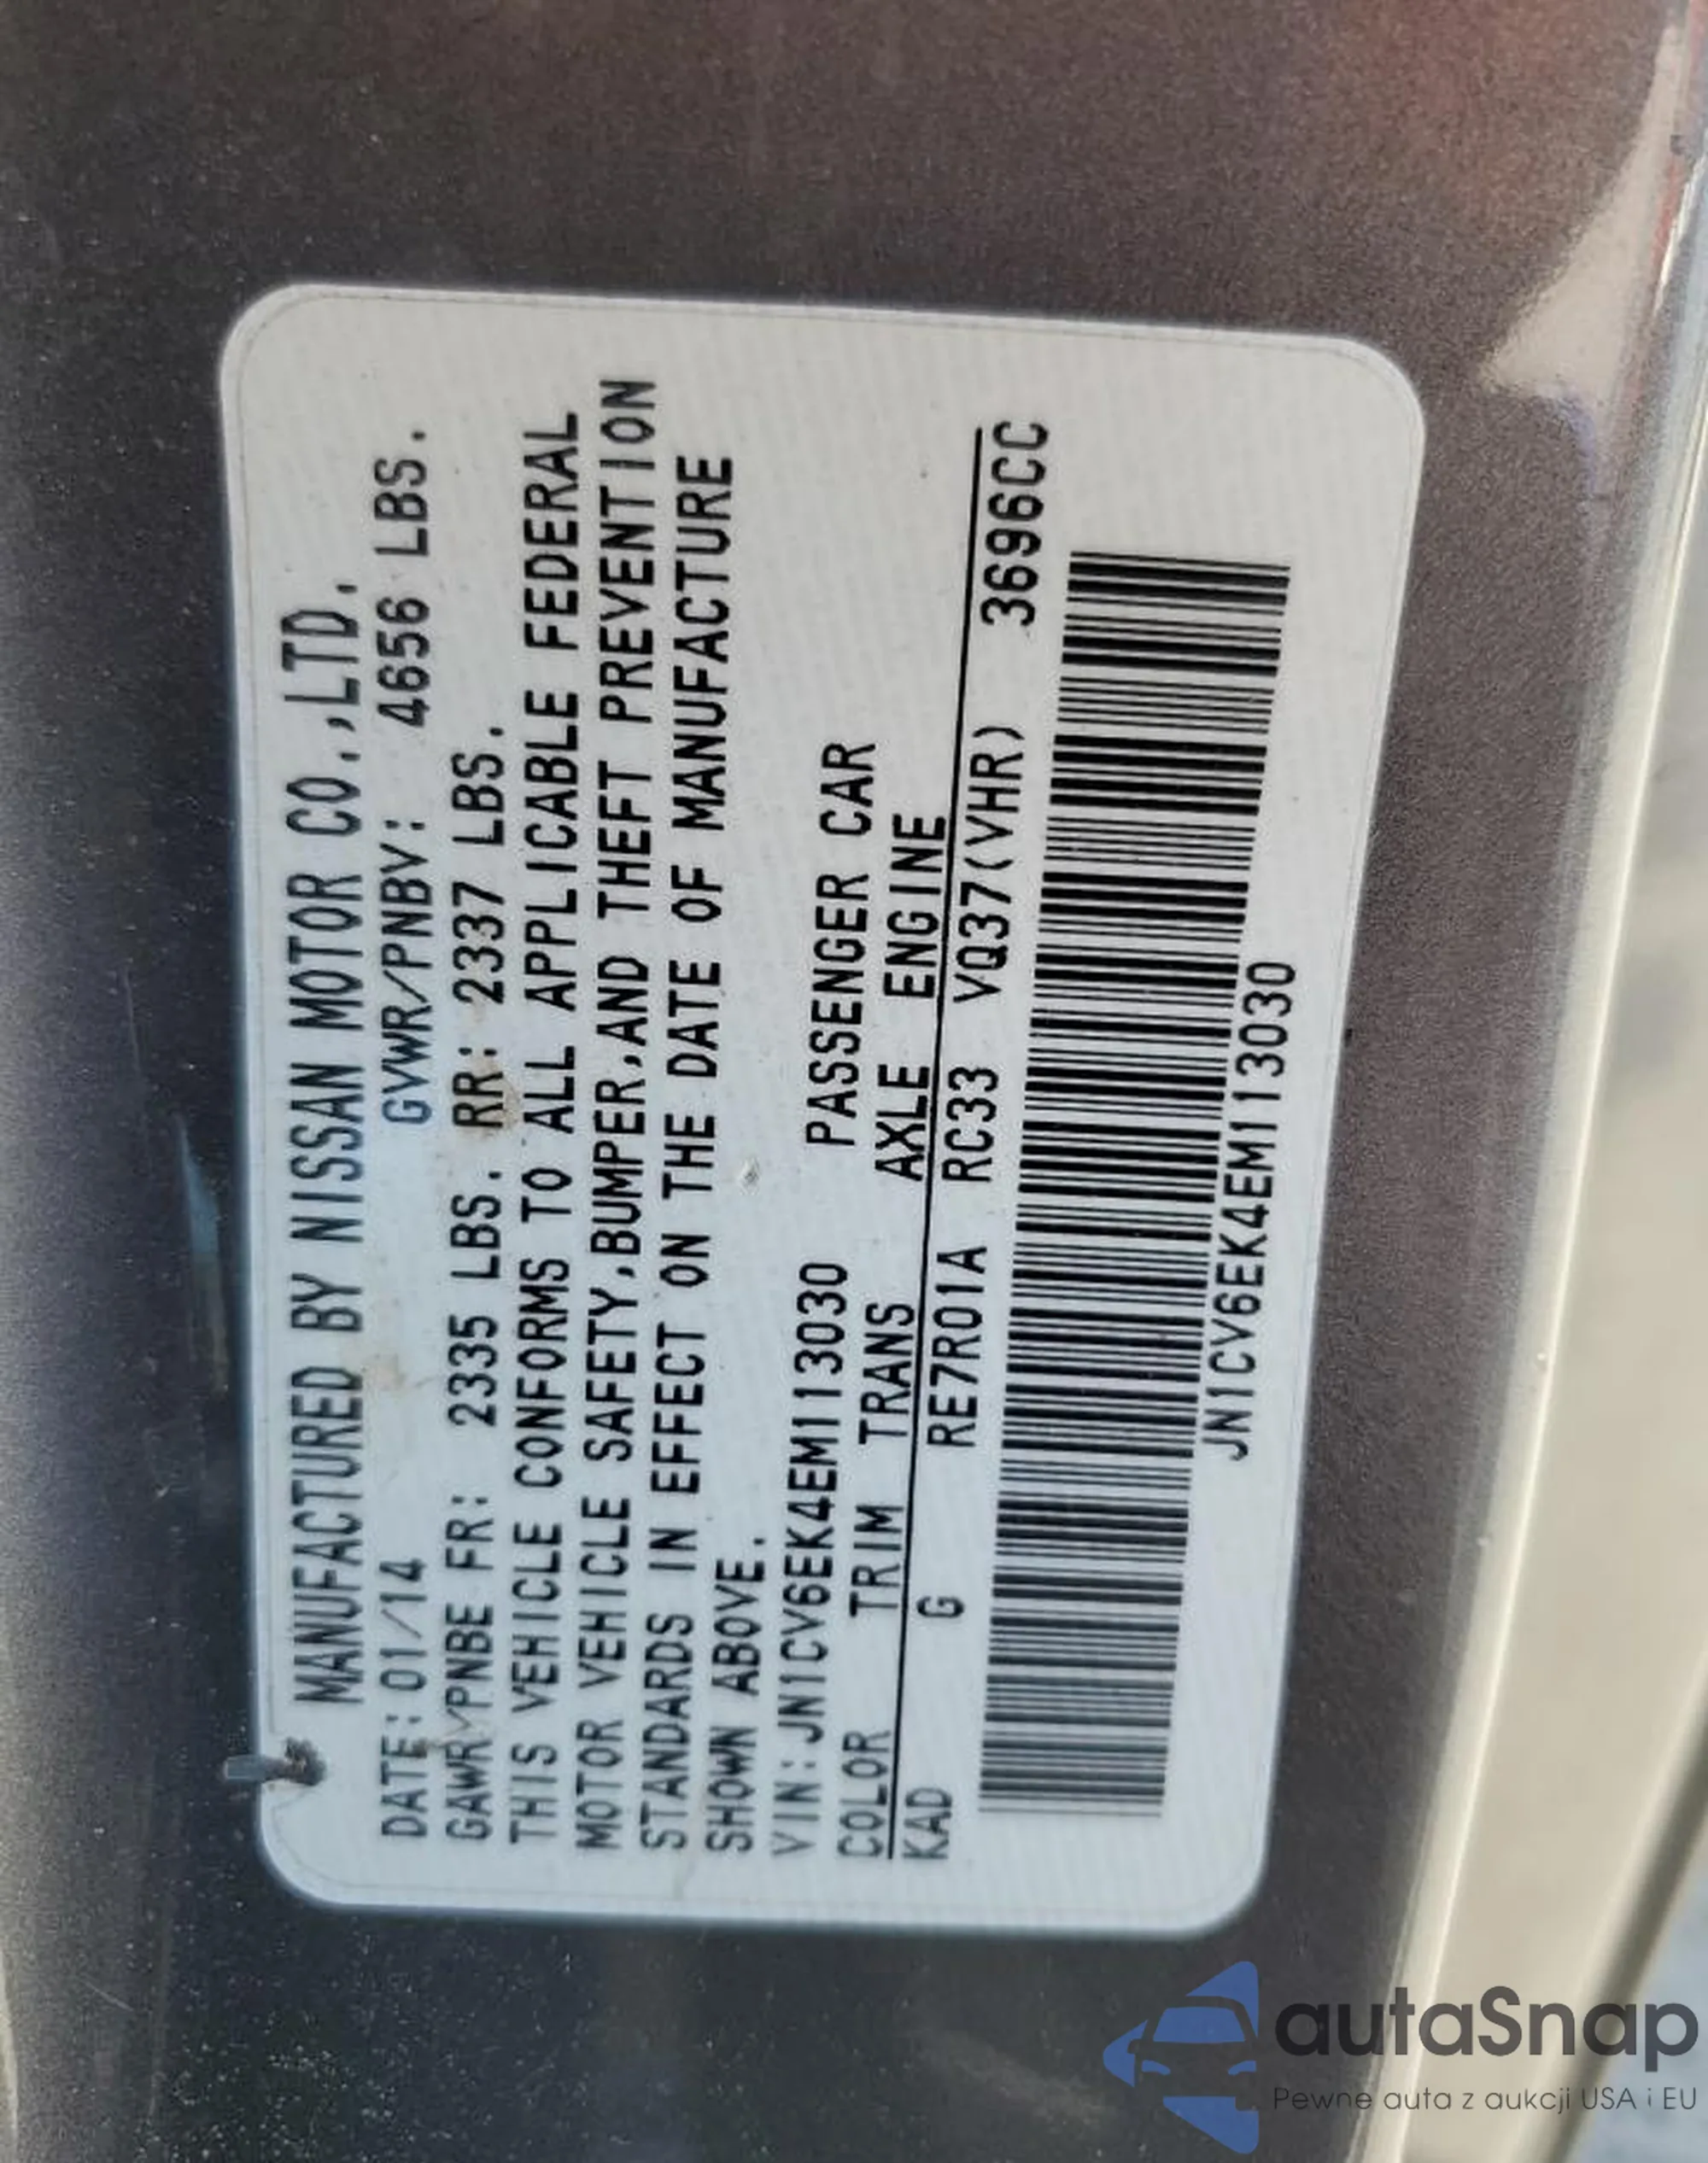 MANUFACTURED BY NISSAN MOTOR CO.,LTD.
DATE:01/14 GVWR/PNBV: 4656 LBS.
GAWR/PNBE FR: 2335 LBS. RR: 2337 LBS.
THIS VEHICLE CONFORMS TO ALL APPLICABLE FEDERAL
MOTOR VEHICLE SAFETY,BUMPER,AND THEFT PREVENTION
STANDARDS IN EFFECT ON THE DATE OF MANUFACTURE
SHOWN ABOVE.
VIN:JN1CV6EK4EM113030 PASSENGER CAR
COLOR TRIM TRANS AXLE ENGINE
KAD G RE7R01A RC33 VQ37(VHR) 3696CC
JN1CV6EK4EM113030
autaSnap
Pewne auta z aukcji USA i EU